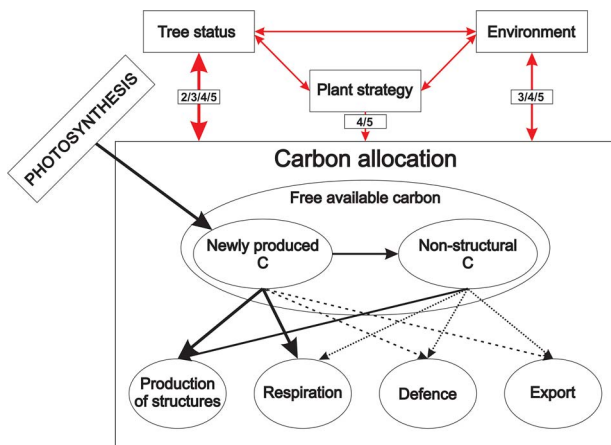 Tree status
Environment
Plant strategy
2/3/4/5
4/5
3/4/5
PHOTOSYNTHESIS
Carbon allocation
Free available carbon
Newly produced
C
Non-structural
C
Production
of structures
Respiration
Defence
Export